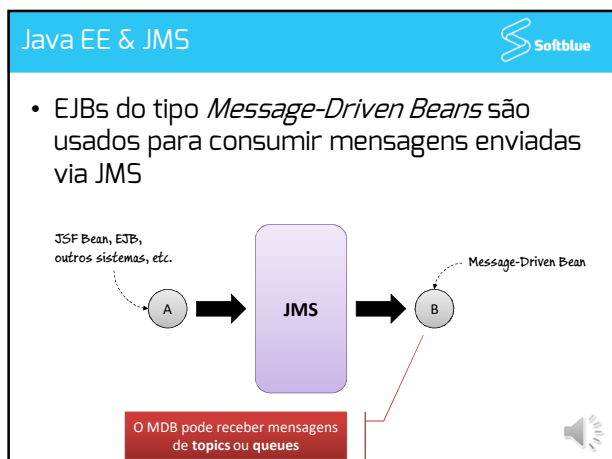 Java EE & JMS
Softblue
• EJBs do tipo Message-Driven Beans são
usados para consumir mensagens enviadas
via JMS
JSF Bean, EJB,
outros sistemas, etc.
Message-Driven Bean
A
JMS
B
O MDB pode receber mensagens
de topics ou queues